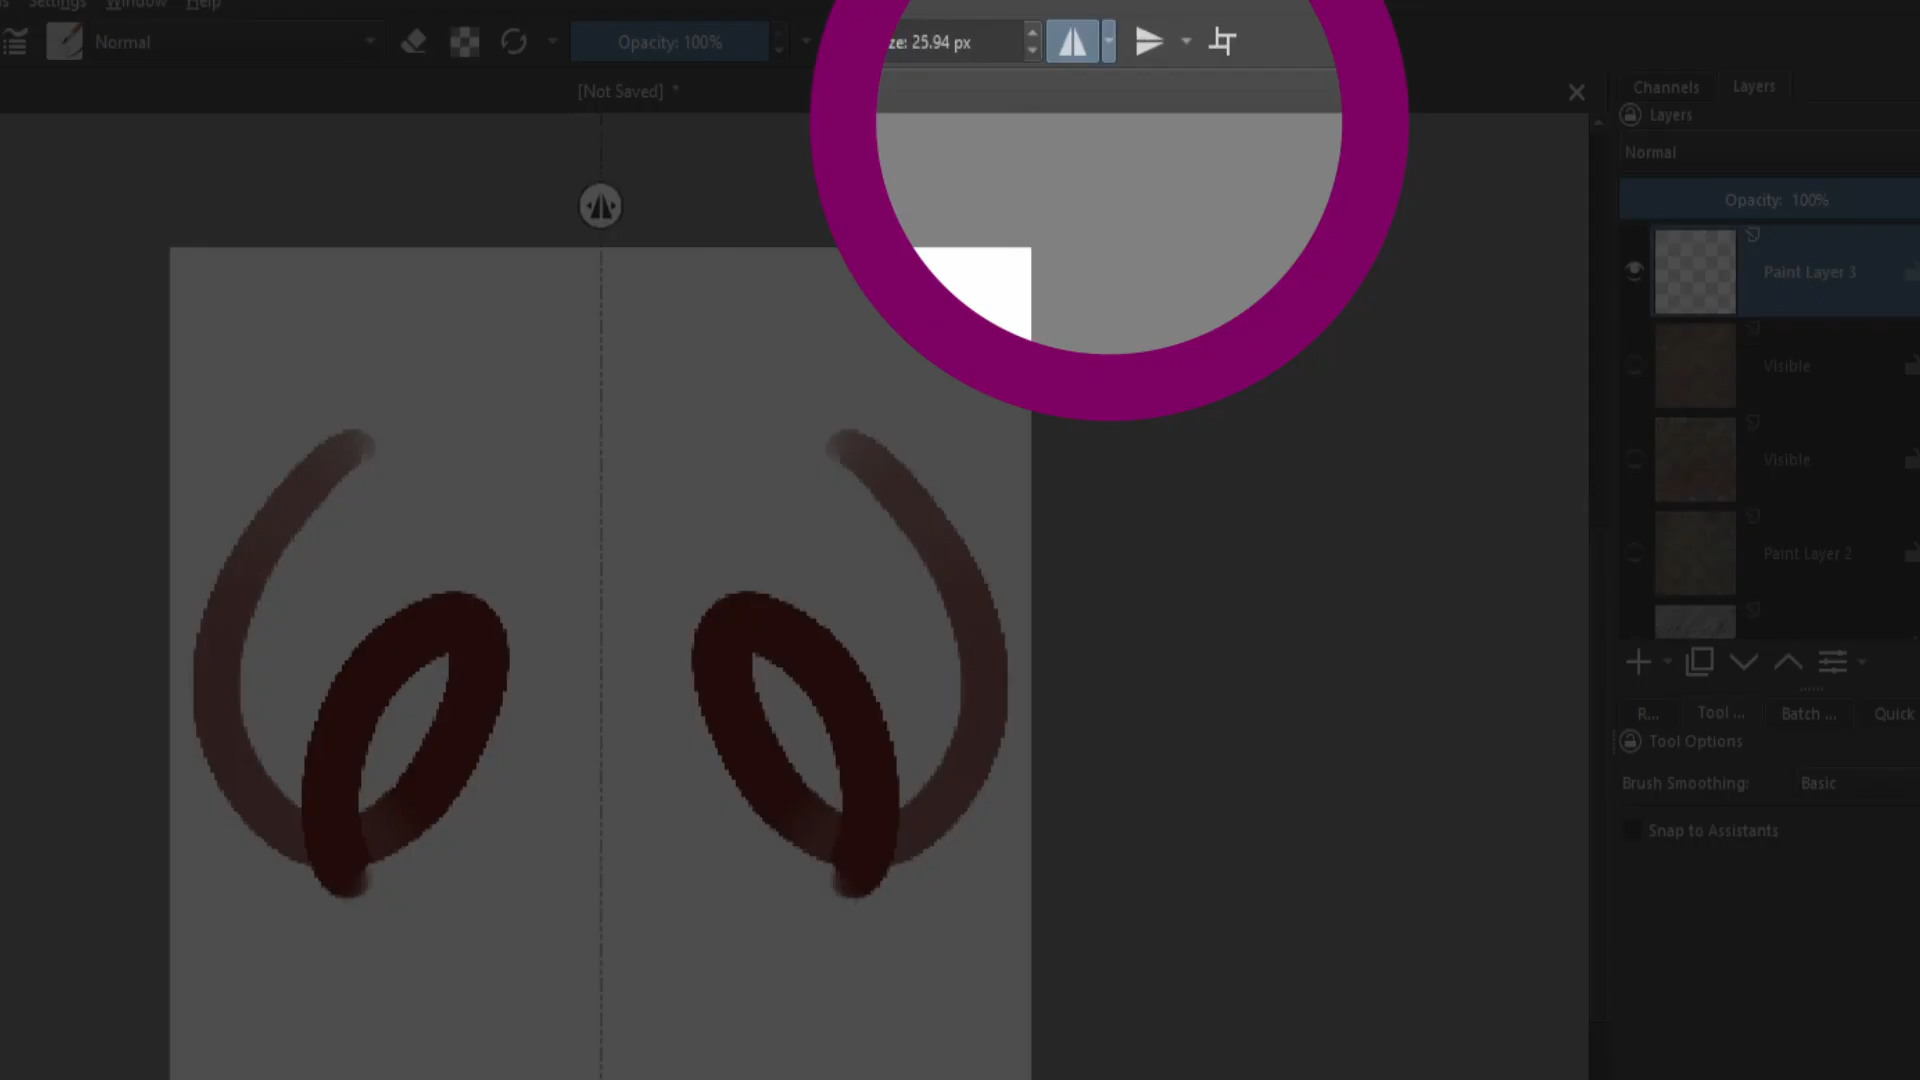 Settings Window Help
Normal
Opacity: 100%
ze: 25.94 px
[Not Saved] *
Channels
Layers
Layers
Normal
Opacity: 100%
Paint Layer 3
Visible
Visible
Paint Layer 2
R... Tool ... Batch ... Quick
Tool Options
Brush Smoothing: Basic
Snap to Assistants